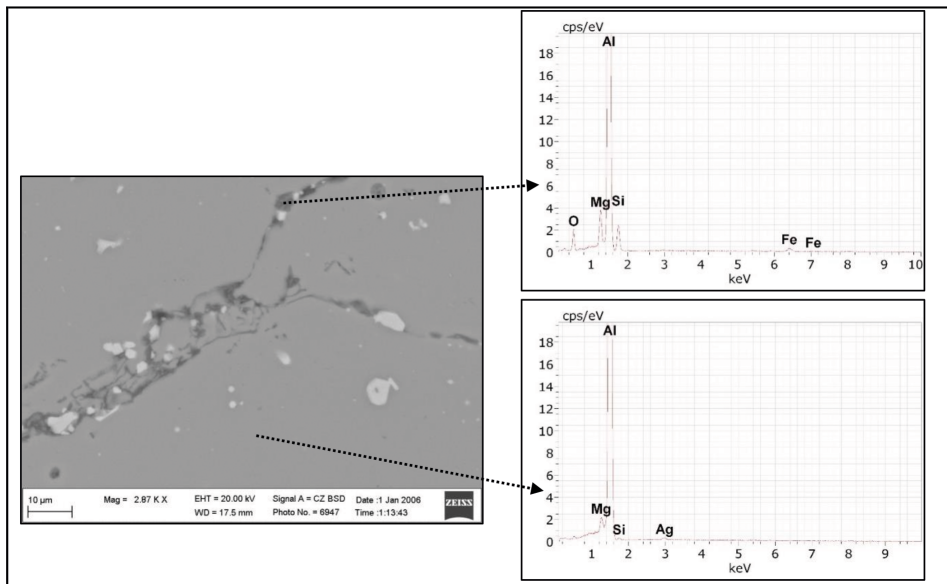 cps/eV
18
16
14
12
10
8
6
4
2
0
Al
Mg Si
O
Fe Fe
1 2 3 4 5 6 7 8 9 10
keV
10 µm
Mag = 2.87 K X
EHT = 20.00 kV
WD = 17.5 mm
Signal A = CZ BSD
Photo No. = 6947
Date :1 Jan 2006
Time :1:13:43
ZEISS
cps/eV
18
16
14
12
10
8
6
4
2
0
Al
Mg
Si
Ag
1 2 3 4 5 6 7 8 9
keV